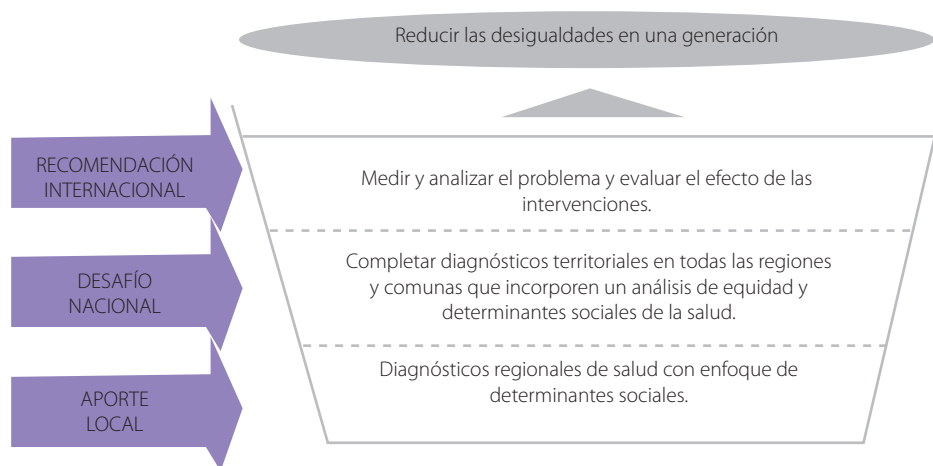 Reducir las desigualdades en una generación
RECOMENDACIÓN
INTERNACIONAL
Medir y analizar el problema y evaluar el efecto de las
intervenciones.
DESAFÍO
NACIONAL
Completar diagnósticos territoriales en todas las regiones
y comunas que incorporen un análisis de equidad y
determinantes sociales de la salud.
APORTE
LOCAL
Diagnósticos regionales de salud con enfoque de
determinantes sociales.